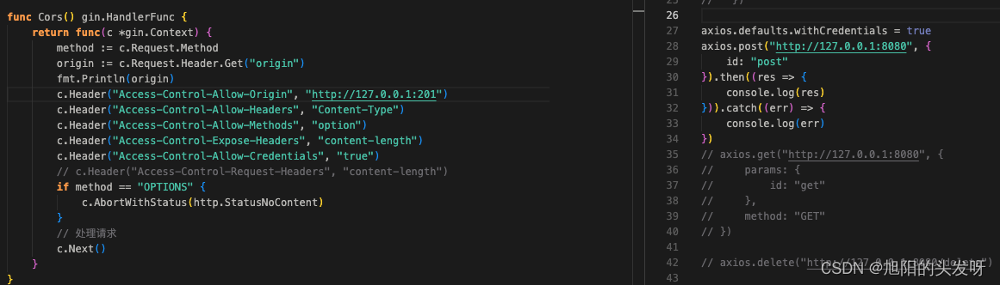 func Cors() gin.HandlerFunc {
return func(c *gin.Context) {
method := c.Request.Method
origin := c.Request.Header.Get("origin")
fmt.Println(origin)
c.Header("Access-Control-Allow-Origin", "http://127.0.0.1:201")
c.Header("Access-Control-Allow-Headers", "Content-Type")
c.Header("Access-Control-Allow-Methods", "option")
c.Header("Access-Control-Expose-Headers", "content-length")
c.Header("Access-Control-Allow-Credentials", "true")
// c.Header("Access-Control-Request-Headers", "content-length")
if method == "OPTIONS" {
c.AbortWithStatus(http.StatusNoContent)
}
// 处理请求
c.Next()
}
}
// })
26
27 axios.defaults.withCredentials = true
28 axios.post("http://127.0.0.1:8080", {
29 id: "post"
30 }).then((res => {
31 console.log(res)
32 })).catch((err) => {
33 console.log(err)
34 })
35 // axios.get("http://127.0.0.1:8080", {
36 // params: {
37 // id: "get"
38 // },
39 // method: "GET"
40 // })
41
42 // axios.delete("http://127.0.0.1:8080/delete")
43
CSDN @旭阳的头发呀